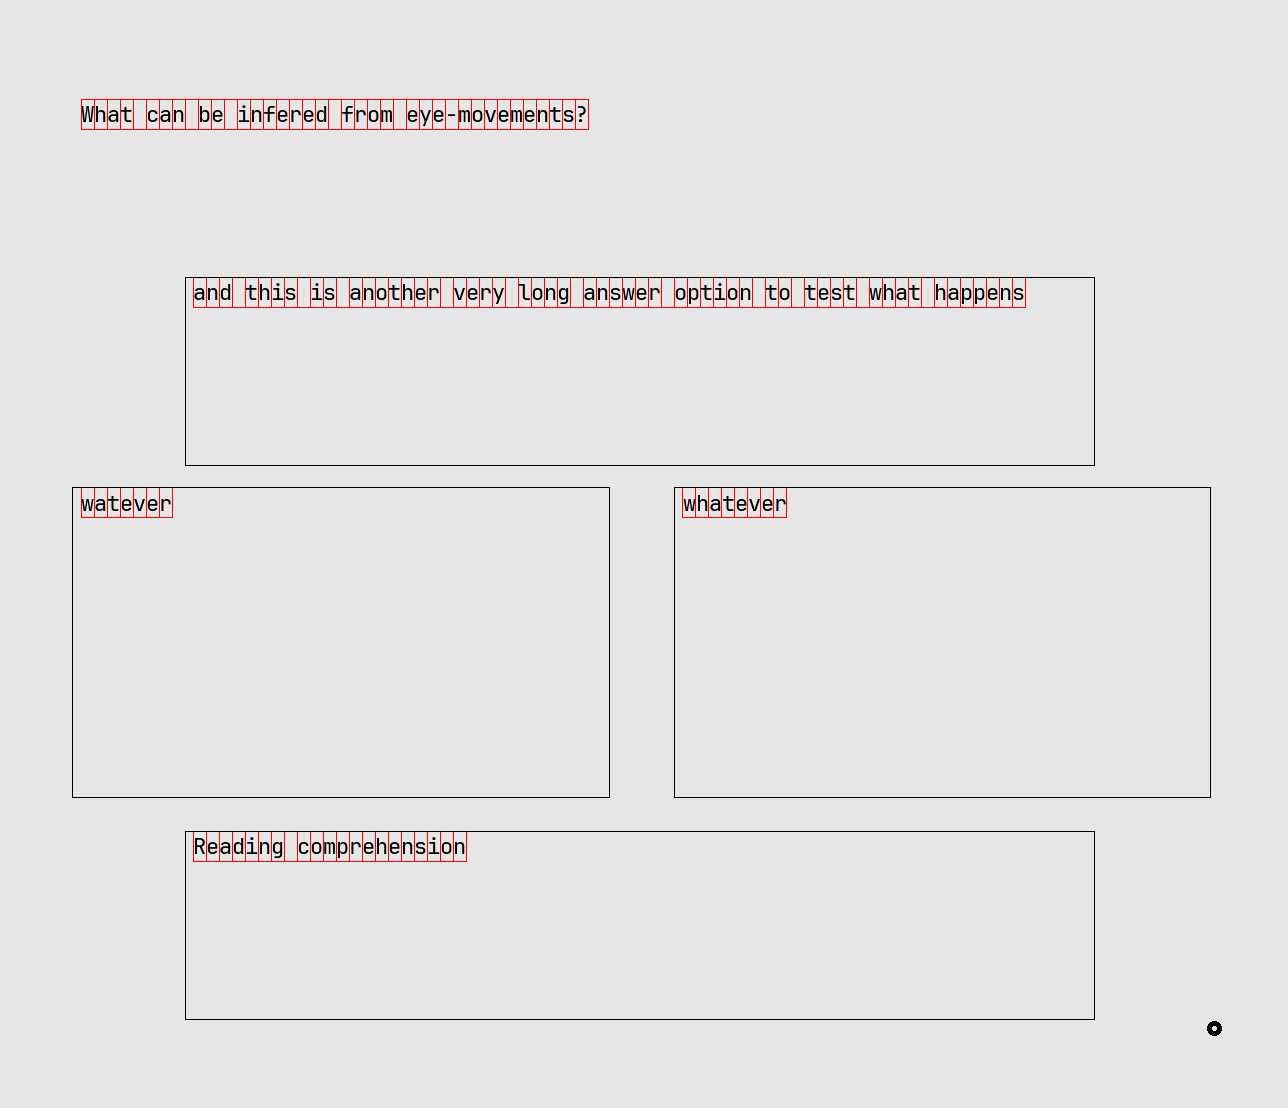 What can be infered from eye-movements?
and this is another very long answer option to test what happens
watever
whatever
Reading comprehension